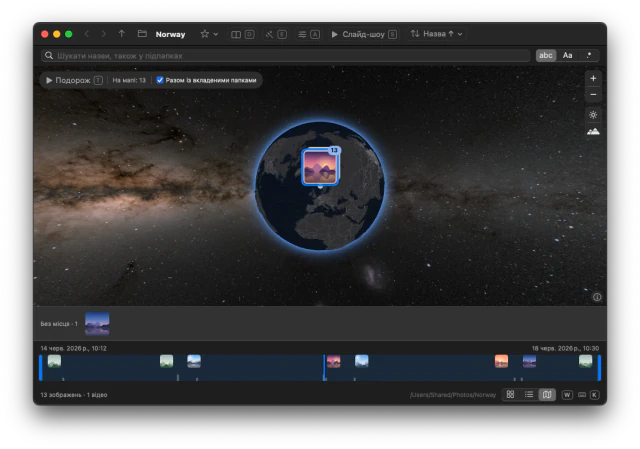 Norway D E A Слайд-шоу S Назва
Шукати назви, також у підпапках abc Aa .*
Подорож T На мапі: 13 Разом із вкладеними папками
13
Без місця · 1
14 черв. 2026 р., 10:12 18 черв. 2026 р., 10:30
13 зображень · 1 відео /Users/Shared/Photos/Norway W K